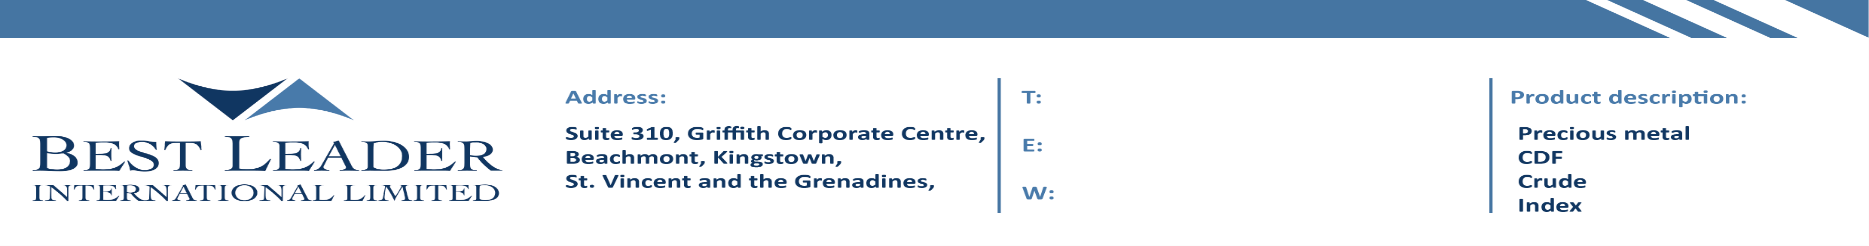 BEST LEADER
INTERNATIONAL LIMITED
Address:
Suite 310, Griffith Corporate Centre,
Beachmont, Kingstown,
St. Vincent and the Grenadines,
T:
E:
W:
Product description:
Precious metal
CDF
Crude
Index